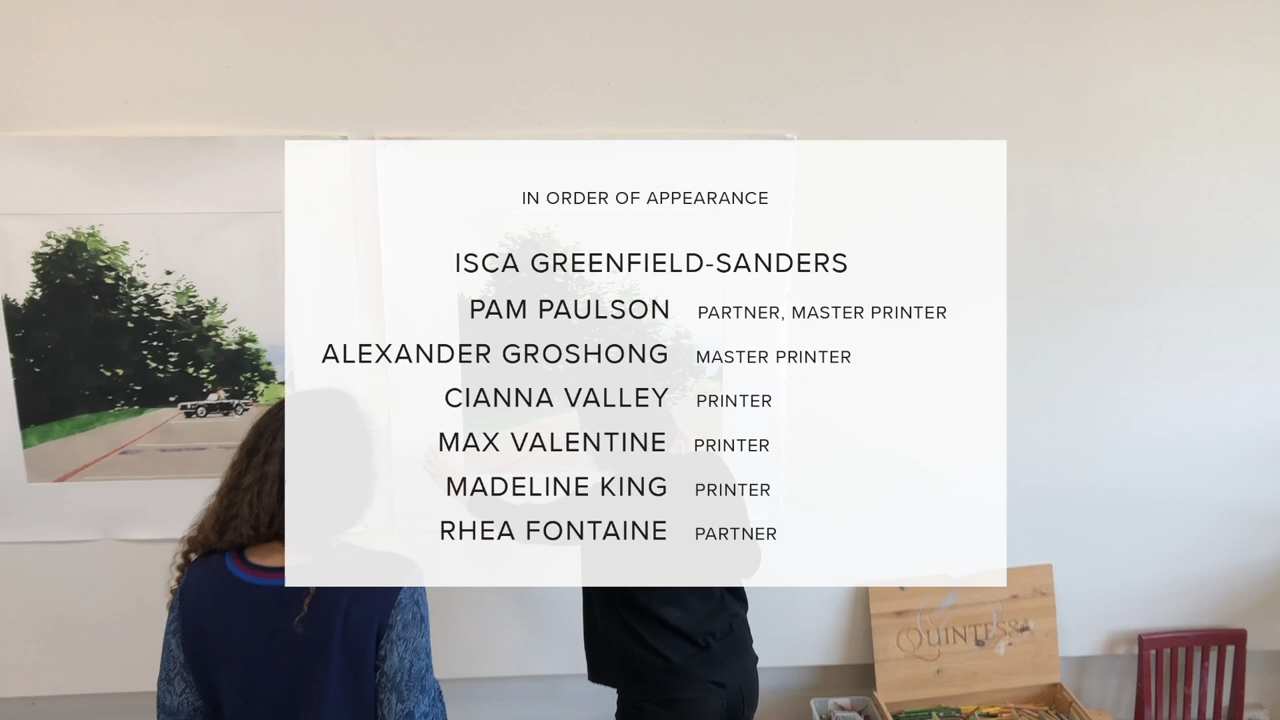 IN ORDER OF APPEARANCE
ISCA GREENFIELD-SANDERS
PAM PAULSON PARTNER, MASTER PRINTER
ALEXANDER GROSHONG MASTER PRINTER
CIANNA VALLEY PRINTER
MAX VALENTINE PRINTER
MADELINE KING PRINTER
RHEA FONTAINE PARTNER
QUINTESSA